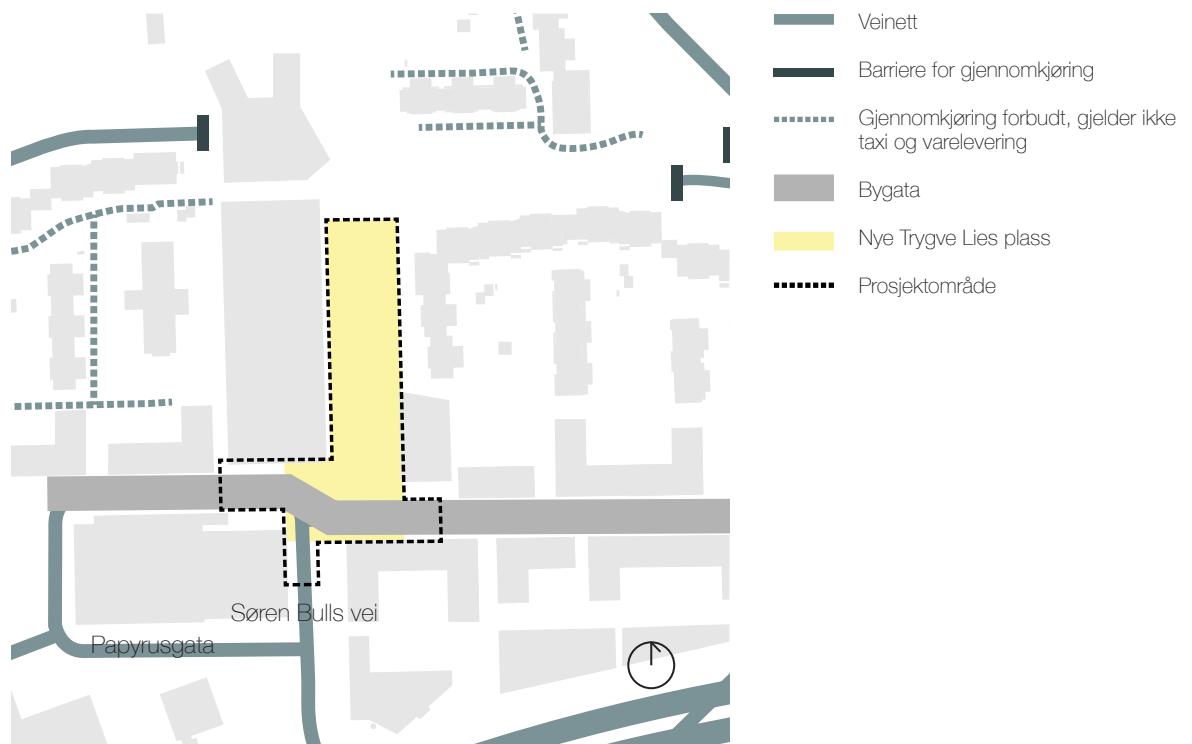 Veinett
Barriere for gjennomkjøring
Gjennomkjøring forbudt, gjelder ikke
taxi og varelevering
Bygata
Nye Trygve Lies plass
Prosjektområde
Søren Bulls vei
Papyrusgata